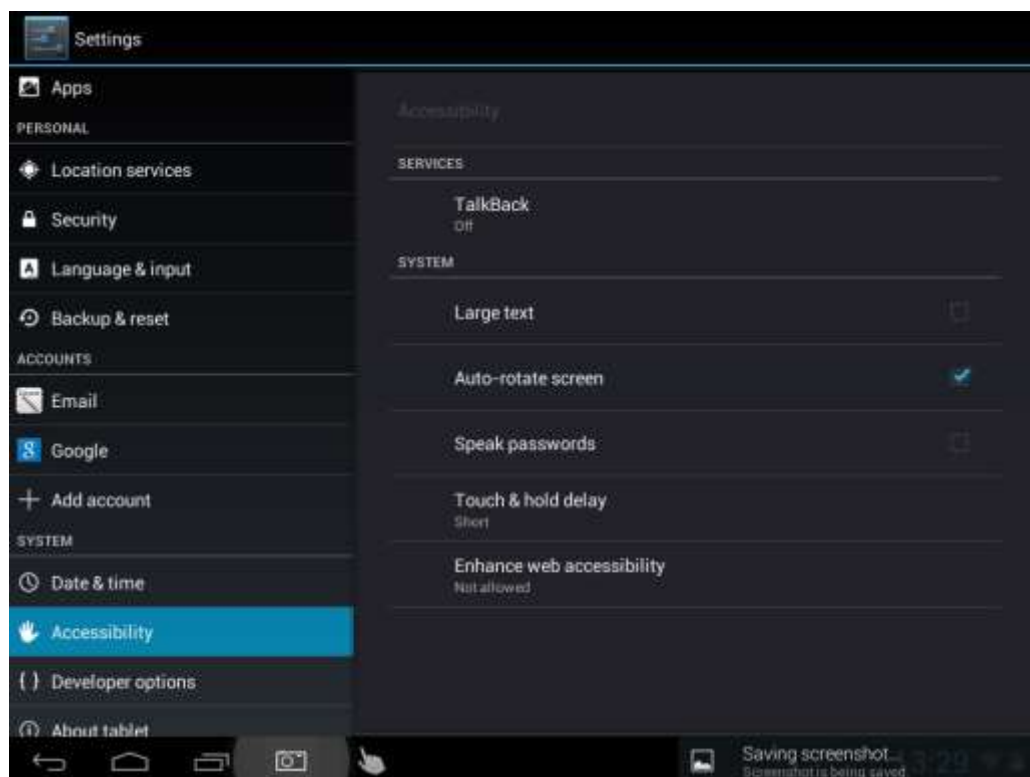 Settings
Apps
PERSONAL
Location services
Security
Language & input
Backup & reset
ACCOUNTS
Email
Google
Add account
SYSTEM
Date & time
Accessibility
Developer options
About tablet
Accessibility
SERVICES
TalkBack
Off
SYSTEM
Large text
Auto-rotate screen
Speak passwords
Touch & hold delay
Short
Enhance web accessibility
Not allowed
Saving screenshot...
Screenshot is being saved
3:29